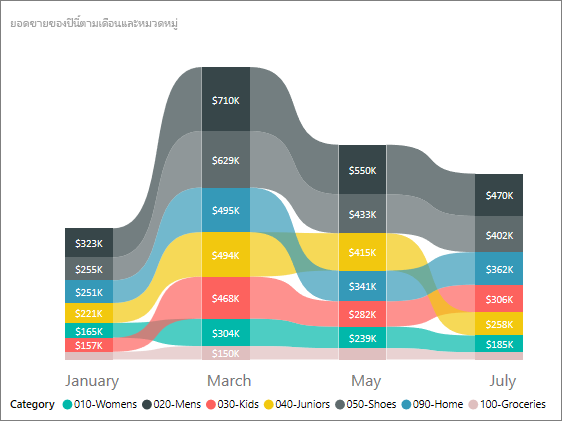 ยอดขายของปีนี้ตามเดือนและหมวดหมู่
$323K
$255K
$251K
$221K
$165K
$157K
$710K
$629K
$495K
$494K
$468K
$304K
$150K
$550K
$433K
$415K
$341K
$282K
$239K
$470K
$402K
$362K
$306K
$258K
$185K
January March May July
Category 010-Womens 020-Mens 030-Kids 040-Juniors 050-Shoes 090-Home 100-Groceries